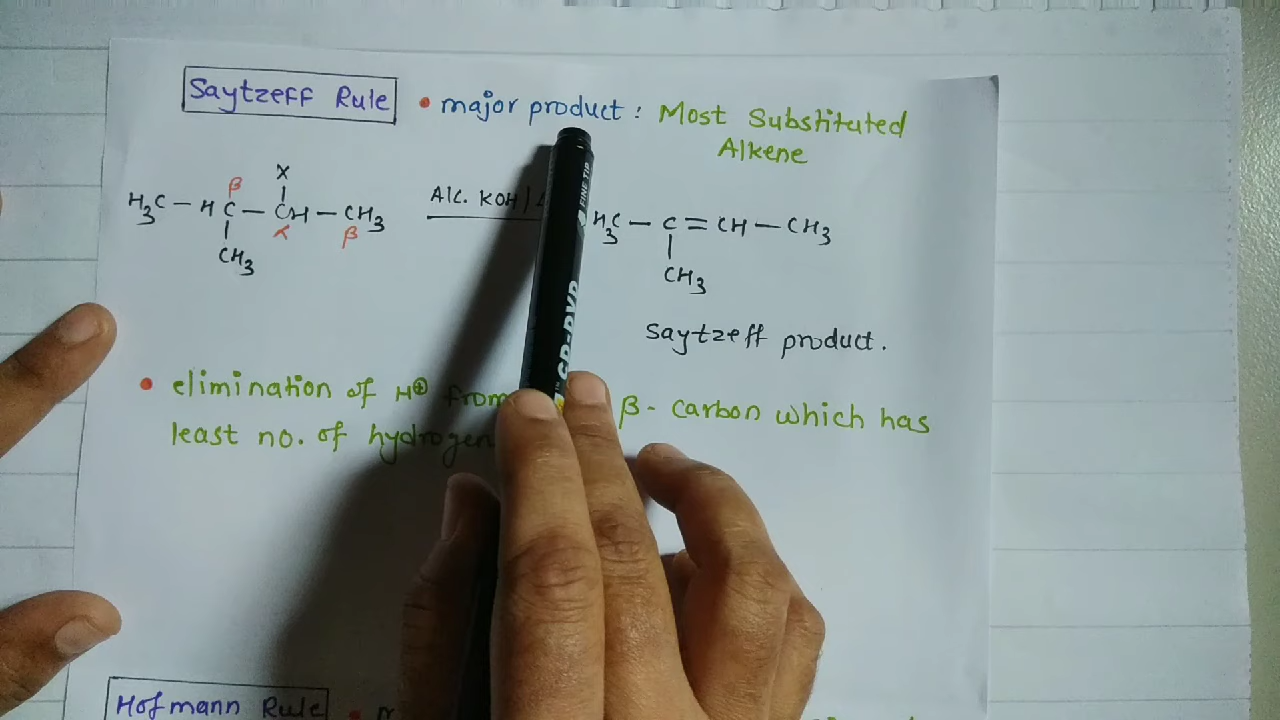 Saytzeff Rule • major product : Most Substituted
Alkene
X
β
H3C — HC — CH — CH3
α
β
CH3
Alc. KOH/
H3C — C = CH — CH3
CH3
Saytzeff product.
• elimination of H⊕ from β - carbon which has
least no. of hydrogen
Hofmann Rule •